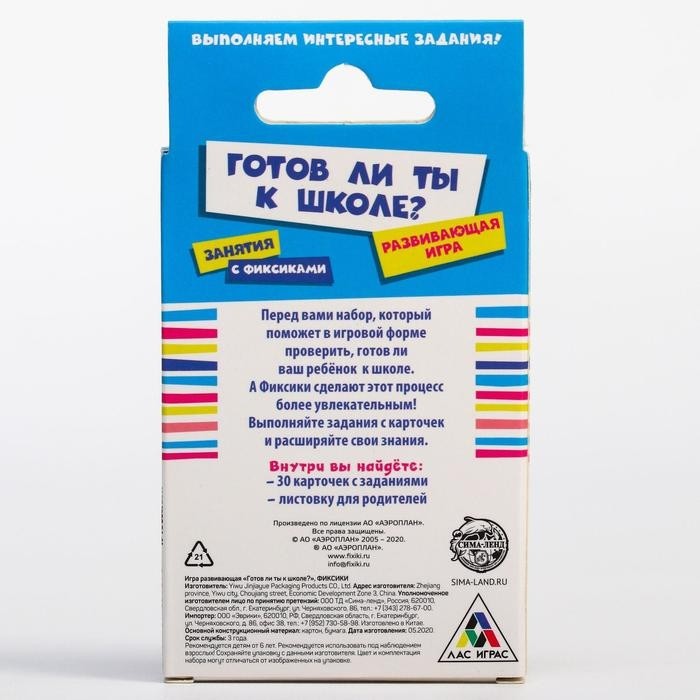 ВЫПОЛНЯЕМ ИНТЕРЕСНЫЕ ЗАДАНИЯ!
ГОТОВ ЛИ ТЫ
К ШКОЛЕ?
ЗАНЯТИЯ
С ФИКСИКАМИ
РАЗВИВАЮЩАЯ
ИГРА
Перед вами набор, который
поможет в игровой форме
проверить, готов ли
ваш ребёнок к школе.
А Фиксики сделают этот процесс
более увлекательным!
Выполняйте задания с карточек
и расширяйте свои знания.
Внутри вы найдёте:
– 30 карточек с заданиями
– листовку для родителей
Произведено по лицензии АО «АЭРОПЛАН».
Все права защищены.
© АО «АЭРОПЛАН» 2005 – 2020.
® АО «АЭРОПЛАН».
www.fixiki.ru
info@fixiki.ru
21
СИМА-ЛЕНД
SIMA-LAND.RU
Игра развивающая «Готов ли ты к школе?», ФИКСИКИ
Изготовитель: Yiwu Jinjiayue Packaging Products CO., Ltd. Адрес изготовителя: Zhejiang
province, Yiwu city, Choujiang street, Economic Development Zone 3, China. Уполномоченное
изготовителем лицо по принятию претензий: ООО ТД «Сима-ленд», Россия, 620010,
Свердловская обл., г. Екатеринбург, ул. Черняховского, 86, тел.: +7 (343) 278-67-00.
Импортер: ООО «Эврики» 620010, РФ, Свердловская область, г. Екатеринбург,
ул. Черняховского, д. 86, офис 38, тел.: +7 (952) 730-58-98. Изготовлено в Китае.
Основной конструкционный материал: картон, бумага. Дата изготовления: 05.2020.
Срок службы: 3 года.
Рекомендуется детям от 6 лет. Рекомендуется использовать под наблюдением
взрослых! Сохраняйте упаковку с данными изготовителя. Цвет и комплектация
набора могут отличаться от изображенных на упаковке.
ЛАС ИГРАС